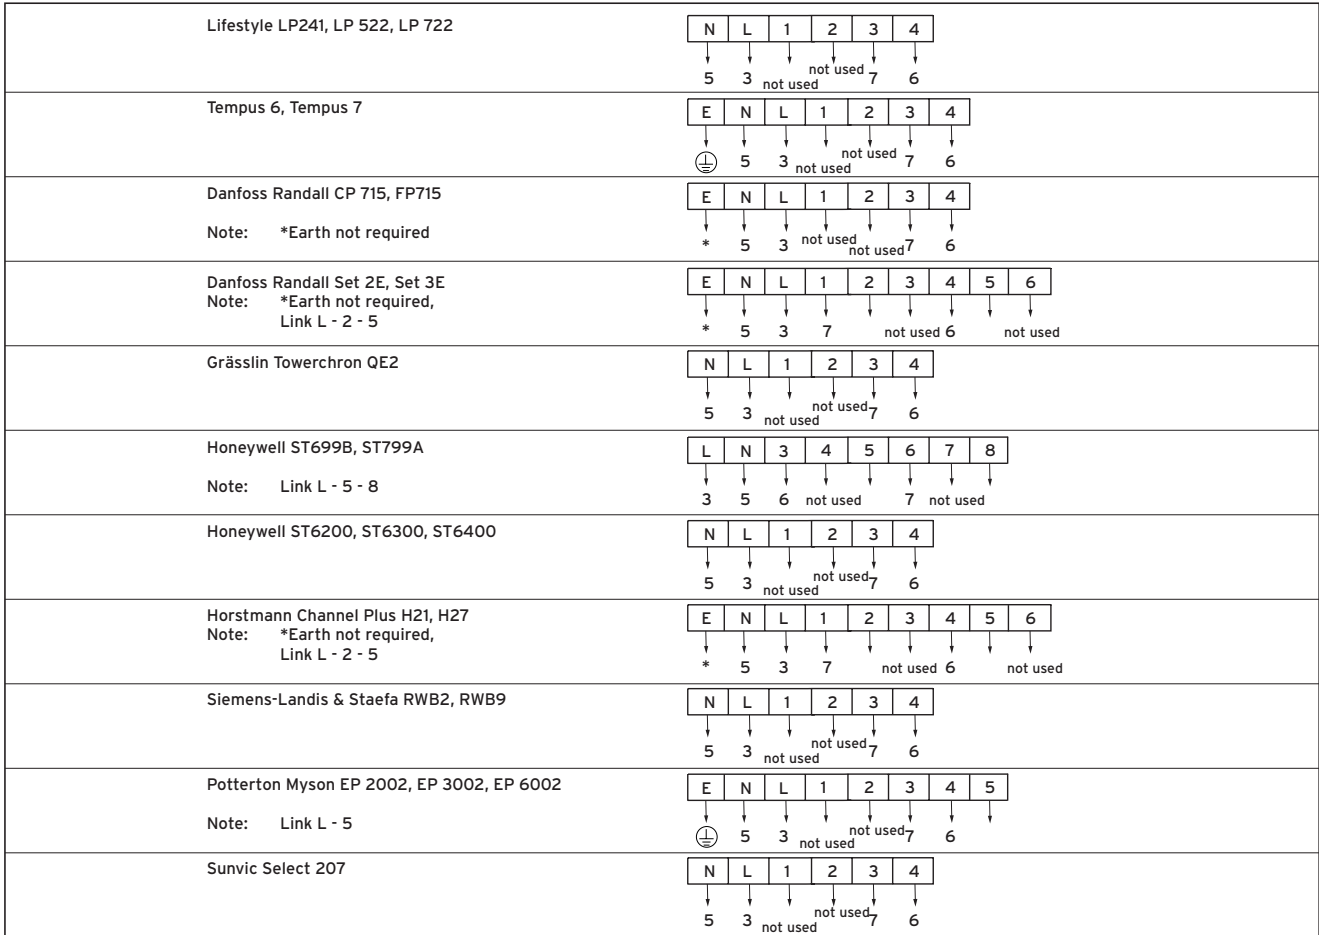 Lifestyle LP241, LP 522, LP 722
N L 1 2 3 4
5 3 not used not used 7 6
Tempus 6, Tempus 7
E N L 1 2 3 4
5 3 not used not used 7 6
Danfoss Randall CP 715, FP715
Note: *Earth not required
E N L 1 2 3 4
* 5 3 not used not used 7 6
Danfoss Randall Set 2E, Set 3E
Note: *Earth not required,
Link L - 2 - 5
E N L 1 2 3 4 5 6
* 5 3 7 not used 6 not used
Grässlin Towerchron QE2
N L 1 2 3 4
5 3 not used not used 7 6
Honeywell ST699B, ST799A
Note: Link L - 5 - 8
L N 3 4 5 6 7 8
3 5 6 not used 7 not used
Honeywell ST6200, ST6300, ST6400
N L 1 2 3 4
5 3 not used not used 7 6
Horstmann Channel Plus H21, H27
Note: *Earth not required,
Link L - 2 - 5
E N L 1 2 3 4 5 6
* 5 3 7 not used 6 not used
Siemens-Landis & Staefa RWB2, RWB9
N L 1 2 3 4
5 3 not used not used 7 6
Potterton Myson EP 2002, EP 3002, EP 6002
Note: Link L - 5
E N L 1 2 3 4 5
5 3 not used not used 7 6
Sunvic Select 207
N L 1 2 3 4
5 3 not used not used 7 6